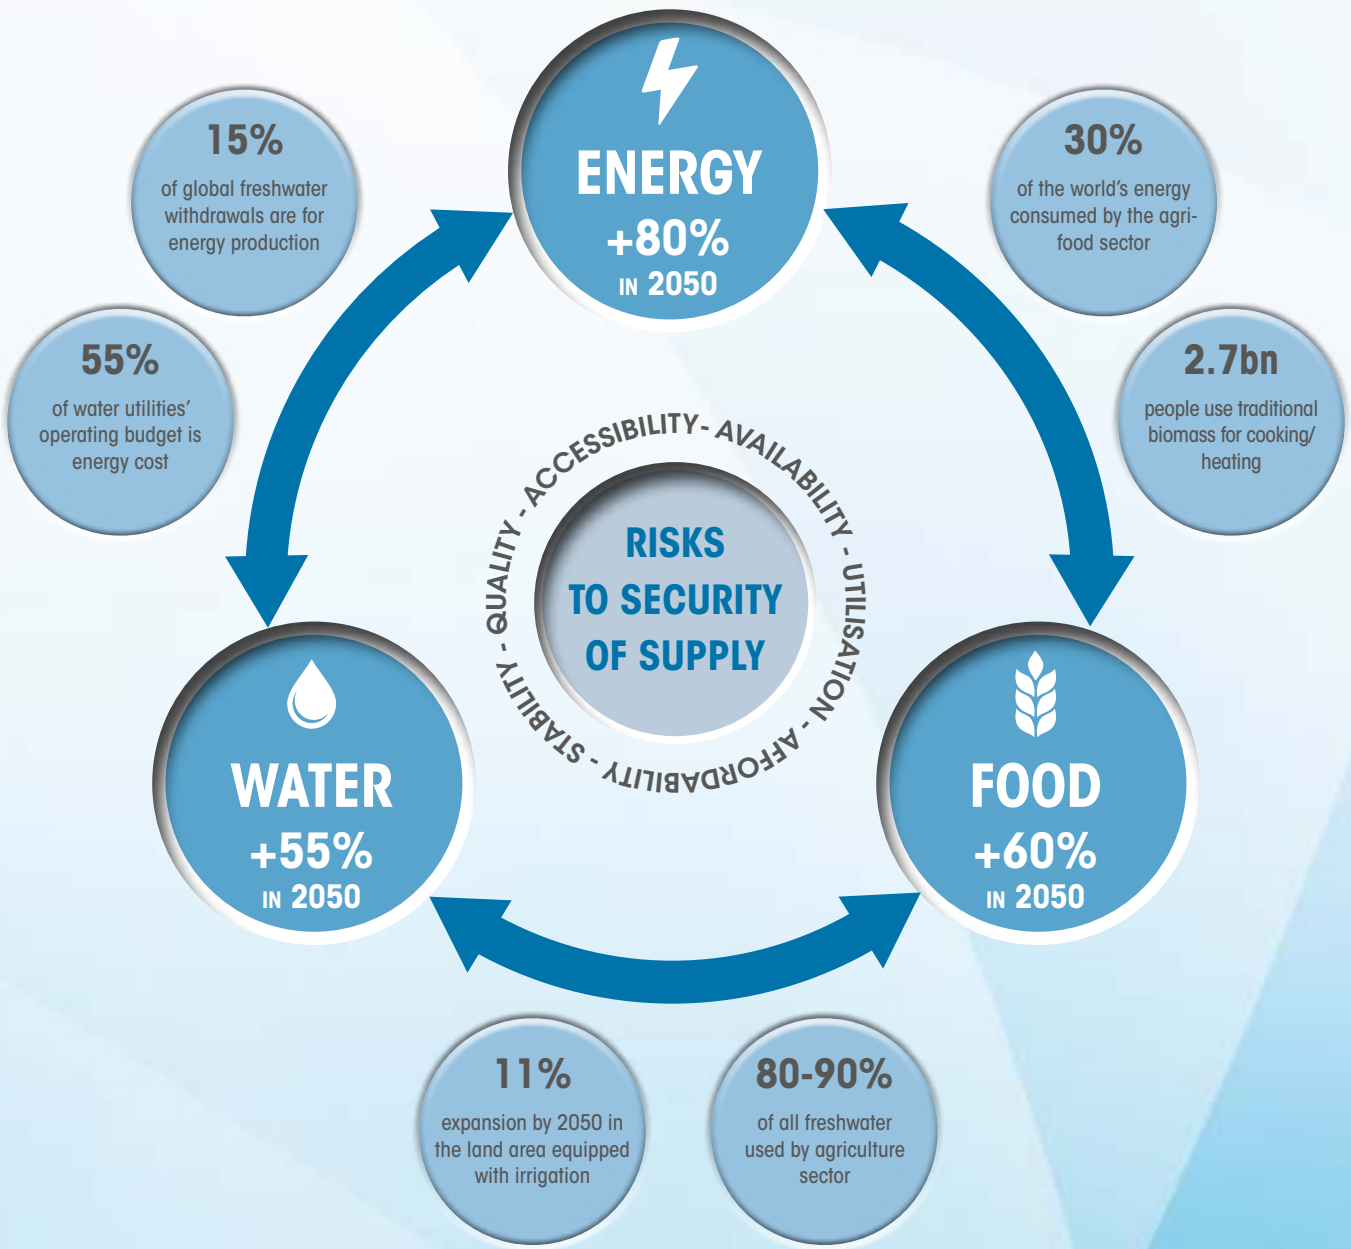 ENERGY
+80%
IN 2050
15%
of global freshwater
withdrawals are for
energy production
30%
of the world’s energy
consumed by the agri-
food sector
55%
of water utilities’
operating budget is
energy cost
2.7bn
people use traditional
biomass for cooking/
heating
QUALITY - ACCESSIBILITY- AVAILABILITY - UTILISATION - AFFORDABILITY - STABILITY -
RISKS
TO SECURITY
OF SUPPLY
WATER
+55%
IN 2050
FOOD
+60%
IN 2050
11%
expansion by 2050 in
the land area equipped
with irrigation
80-90%
of all freshwater
used by agriculture
sector